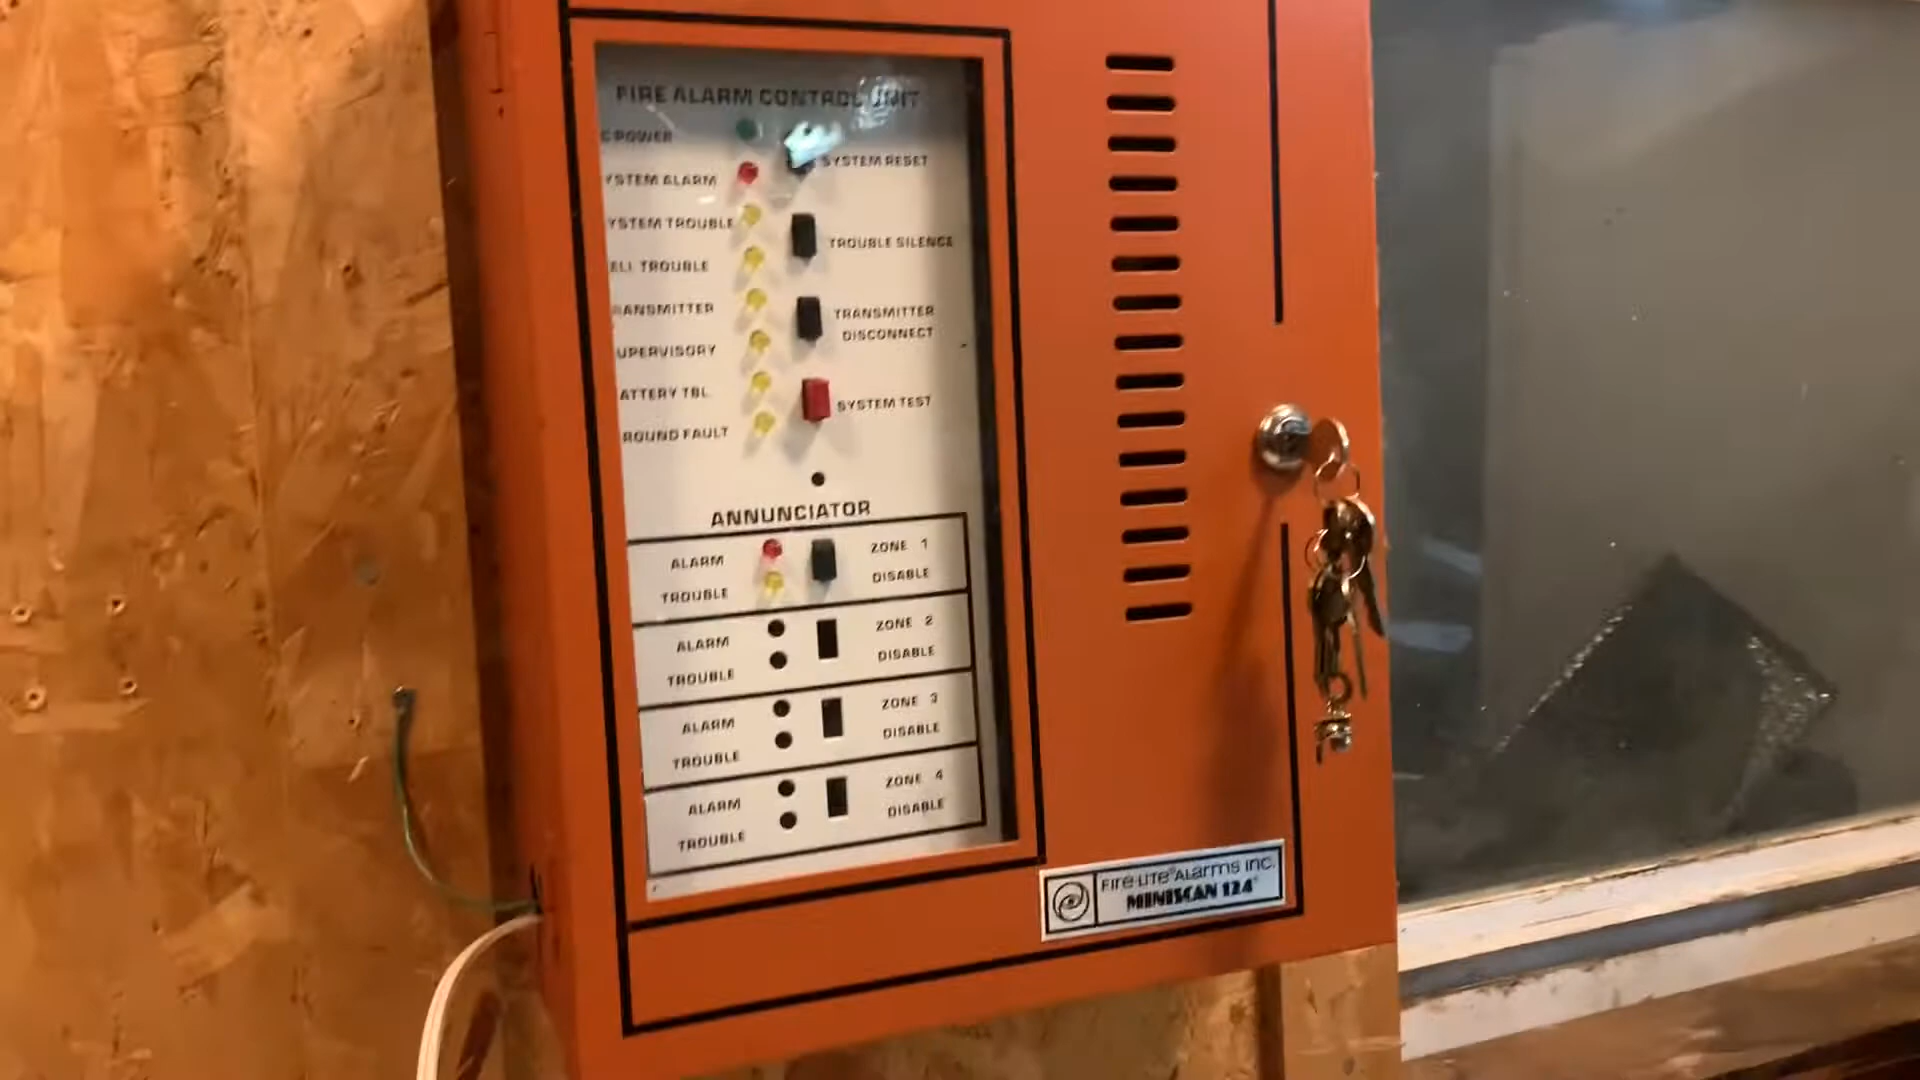 FIRE ALARM CONTROL UNIT
C POWER
SYSTEM RESET
YSTEM ALARM
YSTEM TROUBLE
TROUBLE SILENCE
ELL TROUBLE
RANSMITTER
TRANSMITTER
DISCONNECT
UPERVISORY
ATTERY TBL.
SYSTEM TEST
ROUND FAULT
ANNUNCIATOR
ALARM
ZONE 1
TROUBLE
DISABLE
ALARM
ZONE 2
TROUBLE
DISABLE
ALARM
ZONE 3
TROUBLE
DISABLE
ALARM
ZONE 4
TROUBLE
DISABLE
FIRE·LITE® ALARMS INC.
MINISCAN 124